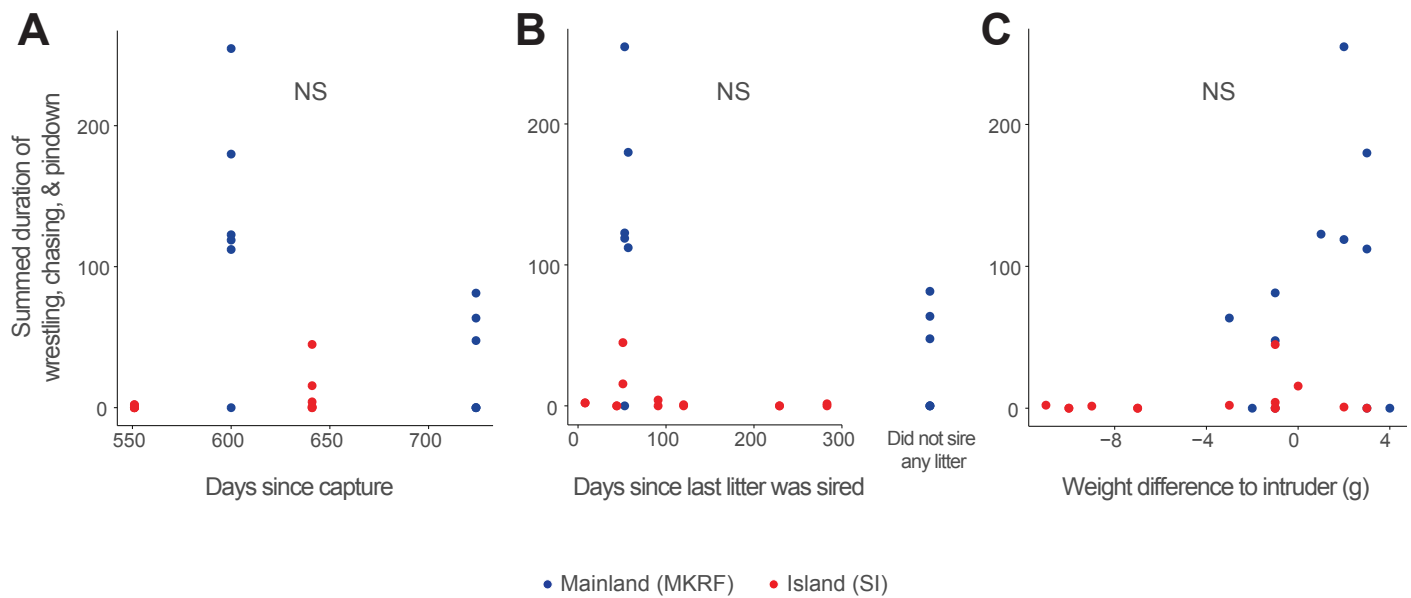 A
B
C
NS
NS
NS
Summed duration of
wrestling, chasing, & pindown
200
100
0
550
600
650
700
Days since capture
200
100
0
0
100
200
300
Did not sire
any litter
Days since last litter was sired
200
100
0
−8
−4
0
4
Weight difference to intruder (g)
Mainland (MKRF)
Island (SI)